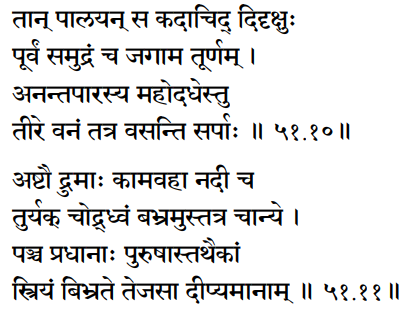 तान् पालयन् स कदाचिद् दिदृक्षुः
पूर्वं समुद्रं च जगाम तूर्णम् ।
अनन्तपारस्य महोदधेस्तु
तीरे वनं तत्र वसन्ति सर्पाः ॥ ५१.१०॥
अष्टौ द्रुमाः कामवहा नदी च
तुर्यक् चोद्र्ध्वं बभ्रमुस्तत्र चान्ये ।
पञ्च प्रधानाः पुरुषास्तथैकां
स्त्रियं बिभ्रते तेजसा दीप्यमानाम् ॥ ५१.११॥